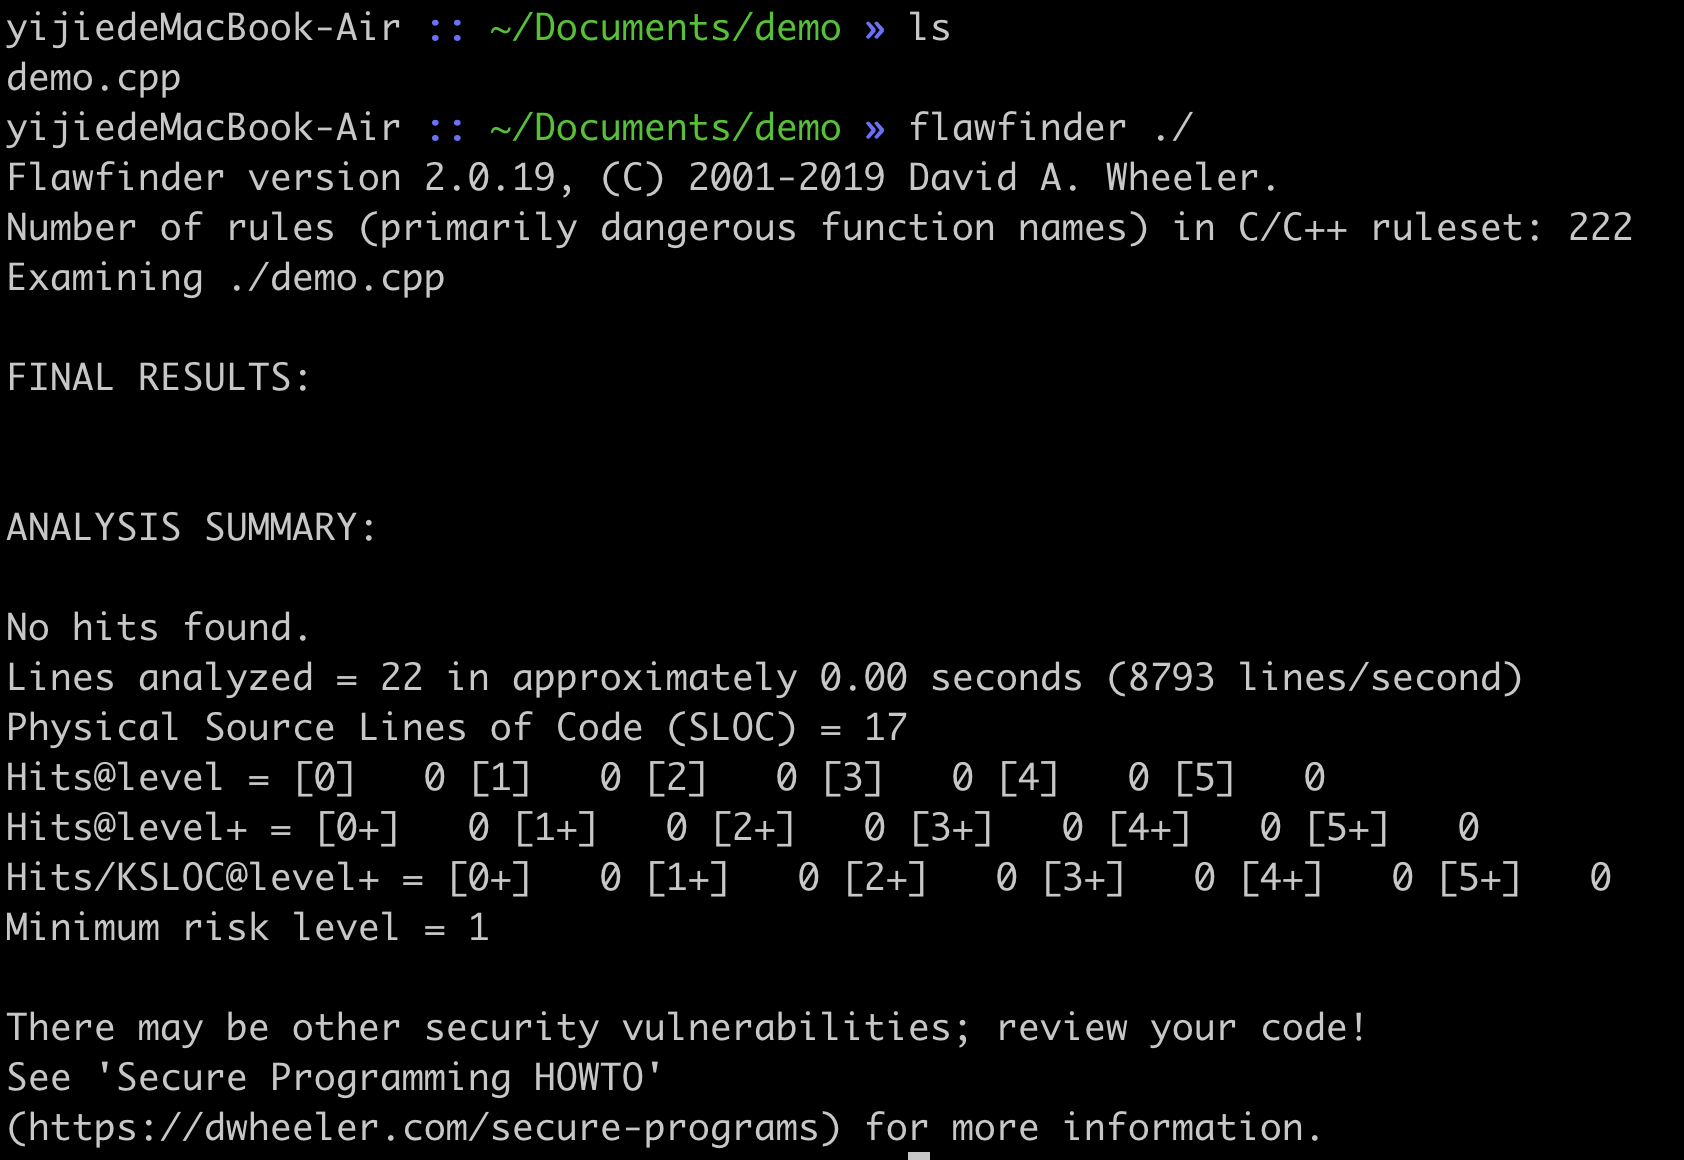 yijiedeMacBook-Air :: ~/Documents/demo » ls
demo.cpp
yijiedeMacBook-Air :: ~/Documents/demo » flawfinder ./
Flawfinder version 2.0.19, (C) 2001-2019 David A. Wheeler.
Number of rules (primarily dangerous function names) in C/C++ ruleset: 222
Examining ./demo.cpp
FINAL RESULTS:
ANALYSIS SUMMARY:
No hits found.
Lines analyzed = 22 in approximately 0.00 seconds (8793 lines/second)
Physical Source Lines of Code (SLOC) = 17
Hits@level = [0]   0 [1]   0 [2]   0 [3]   0 [4]   0 [5]   0
Hits@level+ = [0+]   0 [1+]   0 [2+]   0 [3+]   0 [4+]   0 [5+]   0
Hits/KSLOC@level+ = [0+]   0 [1+]   0 [2+]   0 [3+]   0 [4+]   0 [5+]   0
Minimum risk level = 1
There may be other security vulnerabilities; review your code!
See 'Secure Programming HOWTO'
(https://dwheeler.com/secure-programs) for more information.